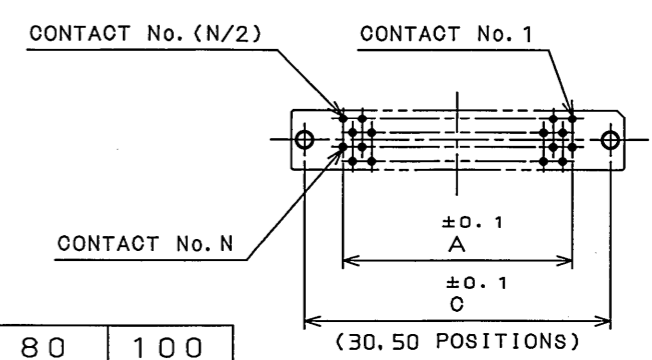 CONTACT No. (N/2)
CONTACT No. 1
CONTACT No. N
±0. 1
A
±0. 1
C
(30, 50 POSITIONS)
80 100